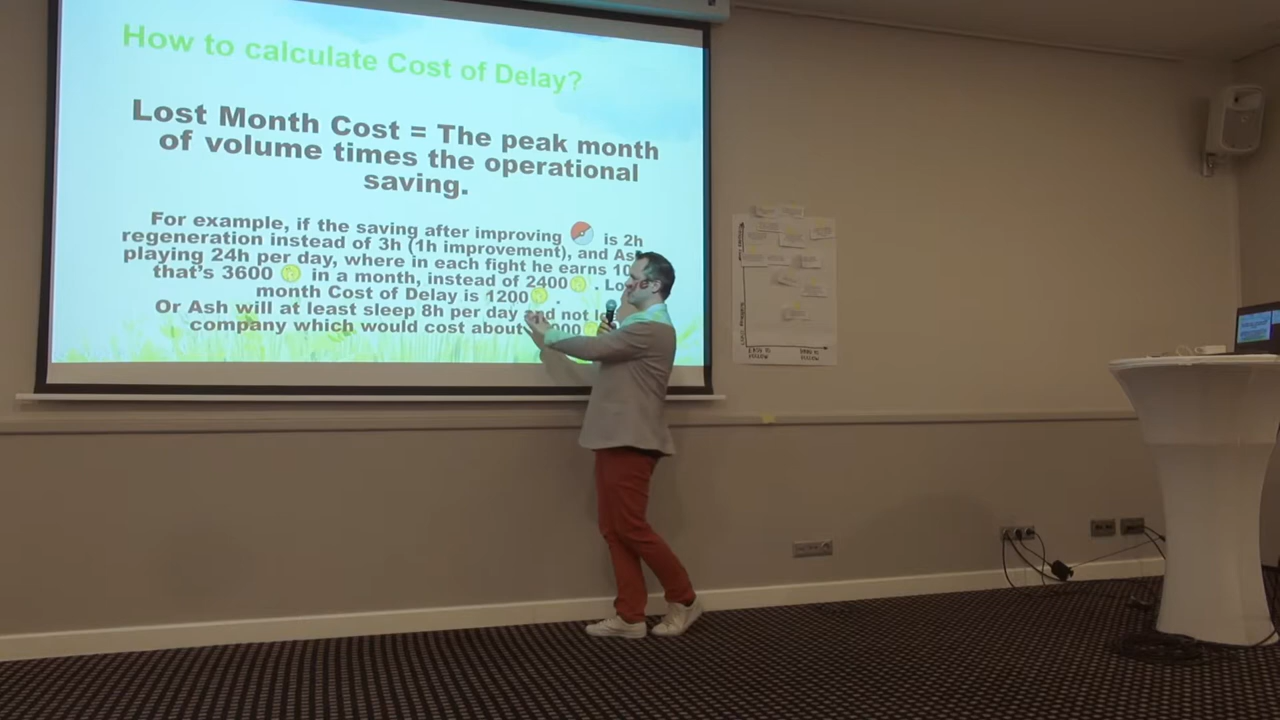 How to calculate Cost of Delay?
Lost Month Cost = The peak month
of volume times the operational
saving.
For example, if the saving after improving is 2h
regeneration instead of 3h (1h improvement), and
playing 24h per day, where in each fight he earns
that's 3600 in a month, instead of 2400 .
month Cost of Delay is 1200 .
Or Ash will at least sleep 8h per day and not
company which would cost about